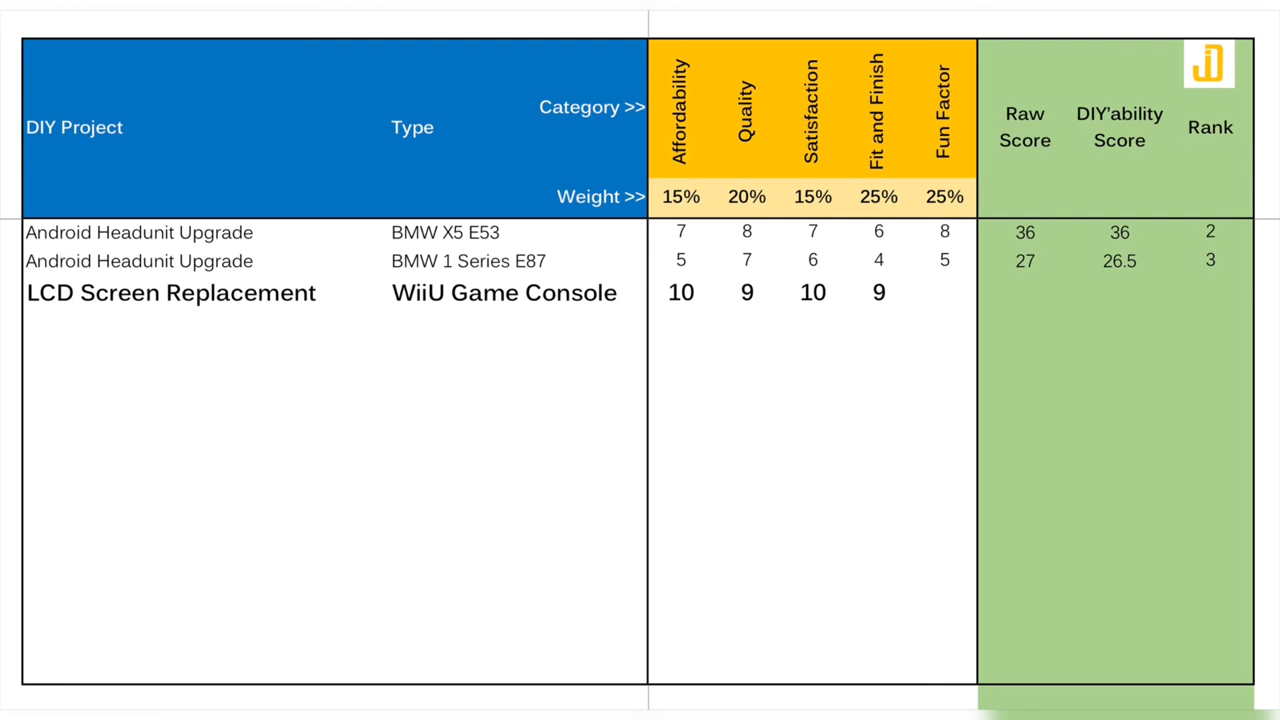 DIY Project Type Category >> Affordability Quality Satisfaction Fit and Finish Fun Factor Raw Score DIY'ability Score Rank JD
Weight >> 15% 20% 15% 25% 25%
Android Headunit Upgrade BMW X5 E53 7 8 7 6 8 36 36 2
Android Headunit Upgrade BMW 1 Series E87 5 7 6 4 5 27 26.5 3
LCD Screen Replacement WiiU Game Console 10 9 10 9